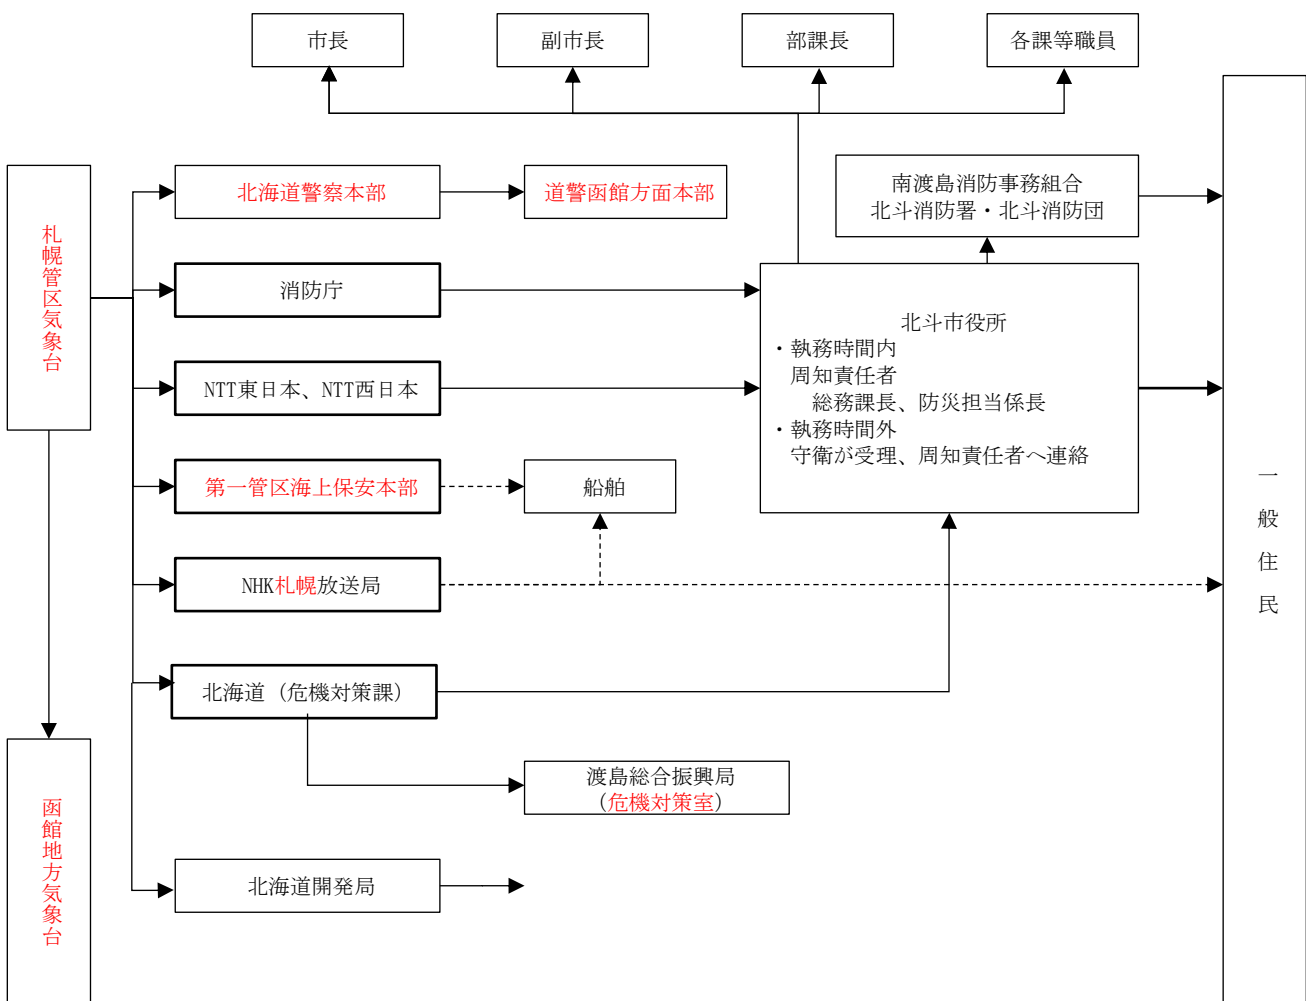 市長
副市長
部課長
各課等職員
札幌管区気象台
北海道警察本部
道警函館方面本部
南渡島消防事務組合
北斗消防署・北斗消防団
消防庁
NTT東日本、NTT西日本
北斗市役所
・執務時間内
周知責任者
総務課長、防災担当係長
・執務時間外
守衛が受理、周知責任者へ連絡
第一管区海上保安本部
船舶
一般住民
NHK札幌放送局
北海道（危機対策課）
渡島総合振興局
（危機対策室）
函館地方気象台
北海道開発局